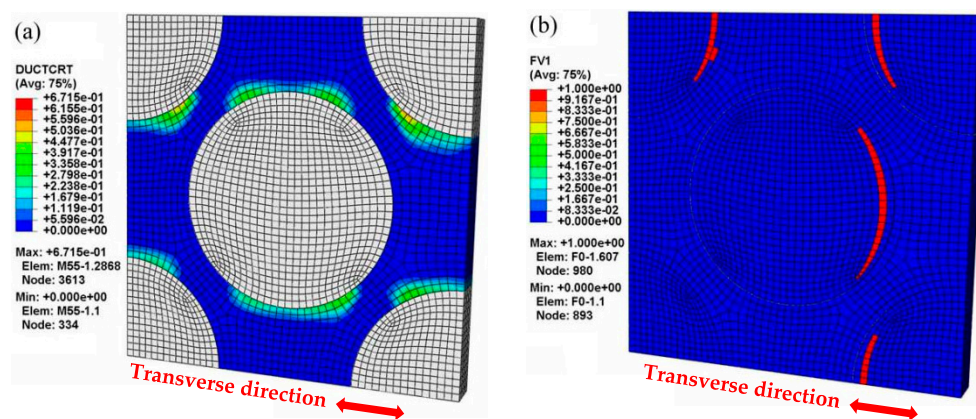 (a)
DUCTCRT
(Avg: 75%)
+6.715e-01
+6.155e-01
+5.596e-01
+5.036e-01
+4.477e-01
+3.917e-01
+3.358e-01
+2.798e-01
+2.238e-01
+1.679e-01
+1.119e-01
+5.596e-02
+0.000e+00
Max: +6.715e-01
Elem: M55-1.2868
Node: 3613
Min: +0.000e+00
Elem: M55-1.1
Node: 334
Transverse direction
(b)
FV1
(Avg: 75%)
+1.000e+00
+9.167e-01
+8.333e-01
+7.500e-01
+6.667e-01
+5.833e-01
+5.000e-01
+4.167e-01
+3.333e-01
+2.500e-01
+1.667e-01
+8.333e-02
+0.000e+00
Max: +1.000e+00
Elem: F0-1.607
Node: 980
Min: +0.000e+00
Elem: F0-1.1
Node: 893
Transverse direction